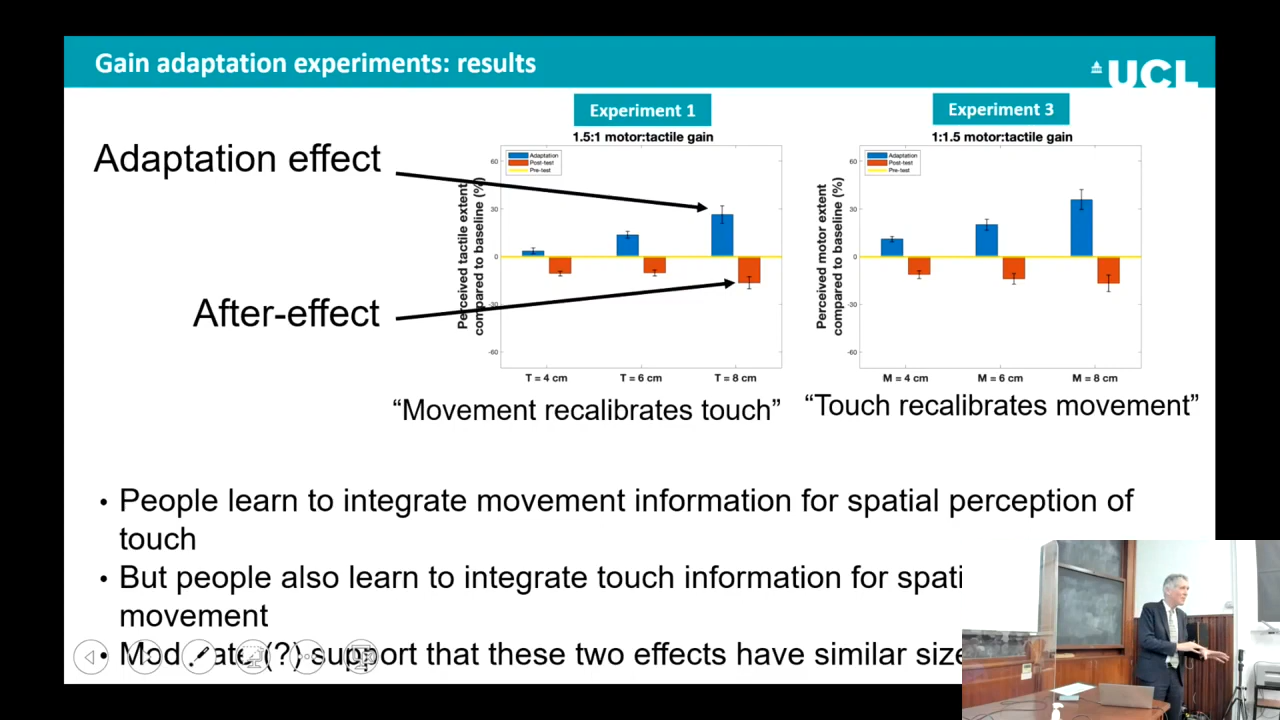 Gain adaptation experiments: results
UCL
Experiment 1
Experiment 3
1.5:1 motor:tactile gain
1:1.5 motor:tactile gain
Adaptation effect
After-effect
Perceived tactile extent
compared to baseline (%)
60
30
0
-30
-60
Adaptation
Post-test
Pre-test
T = 4 cm
T = 6 cm
T = 8 cm
Perceived motor extent
compared to baseline (%)
60
30
0
-30
-60
Adaptation
Post-test
Pre-test
M = 4 cm
M = 6 cm
M = 8 cm
“Movement recalibrates touch”
“Touch recalibrates movement”
• People learn to integrate movement information for spatial perception of
touch
• But people also learn to integrate touch information for spati
movement
• Moderate (?) support that these two effects have similar size